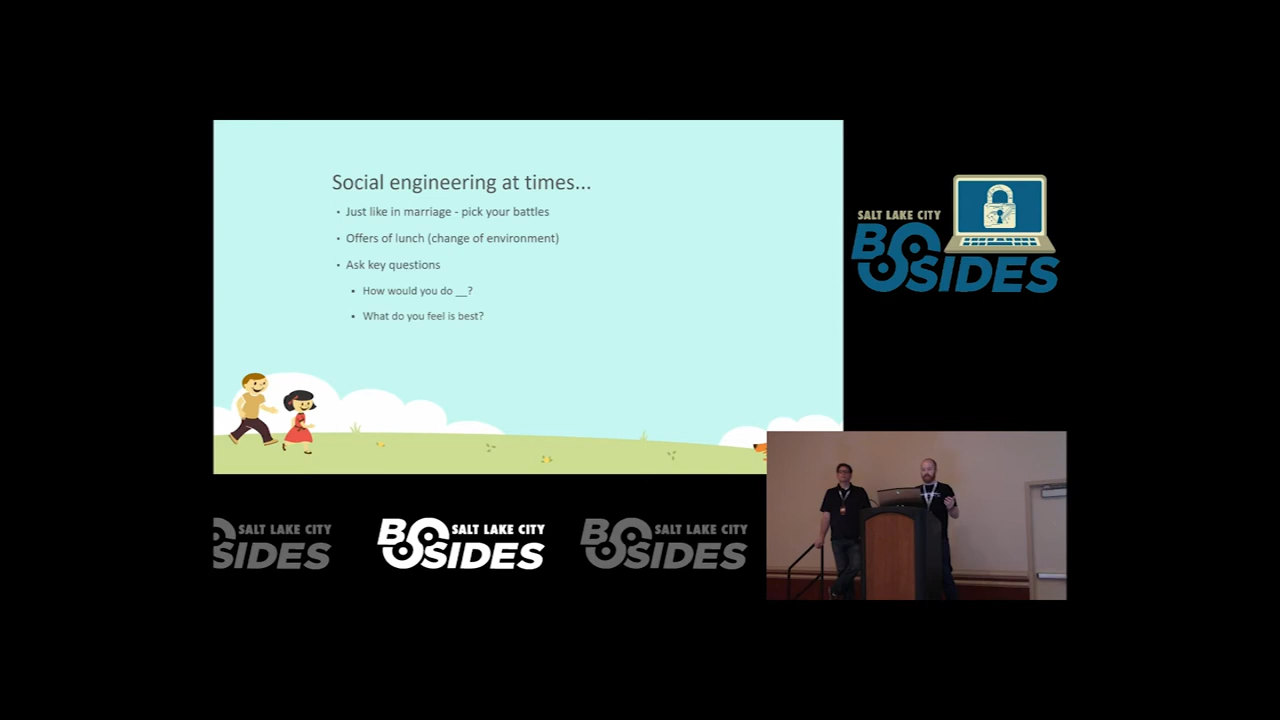 Social engineering at times...
• Just like in marriage - pick your battles
• Offers of lunch (change of environment)
• Ask key questions
▪ How would you do __?
▪ What do you feel is best?
SALT LAKE CITY
BSIDES
SALT LAKE CITY
SIDES
SALT LAKE CITY
BSIDES
SALT LAKE CITY
BSIDES